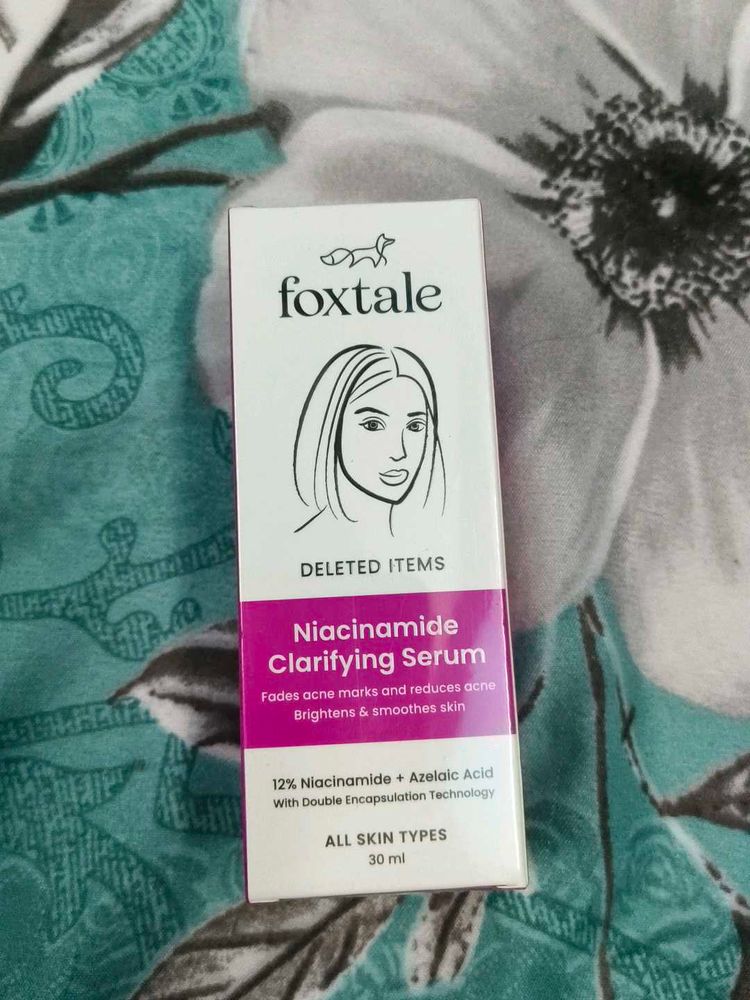 foxtale
DELETED ITEMS
Niacinamide
Clarifying Serum
Fades acne marks and reduces acne
Brightens & smoothes skin
12% Niacinamide + Azelaic Acid
With Double Encapsulation Technology
ALL SKIN TYPES
30 ml